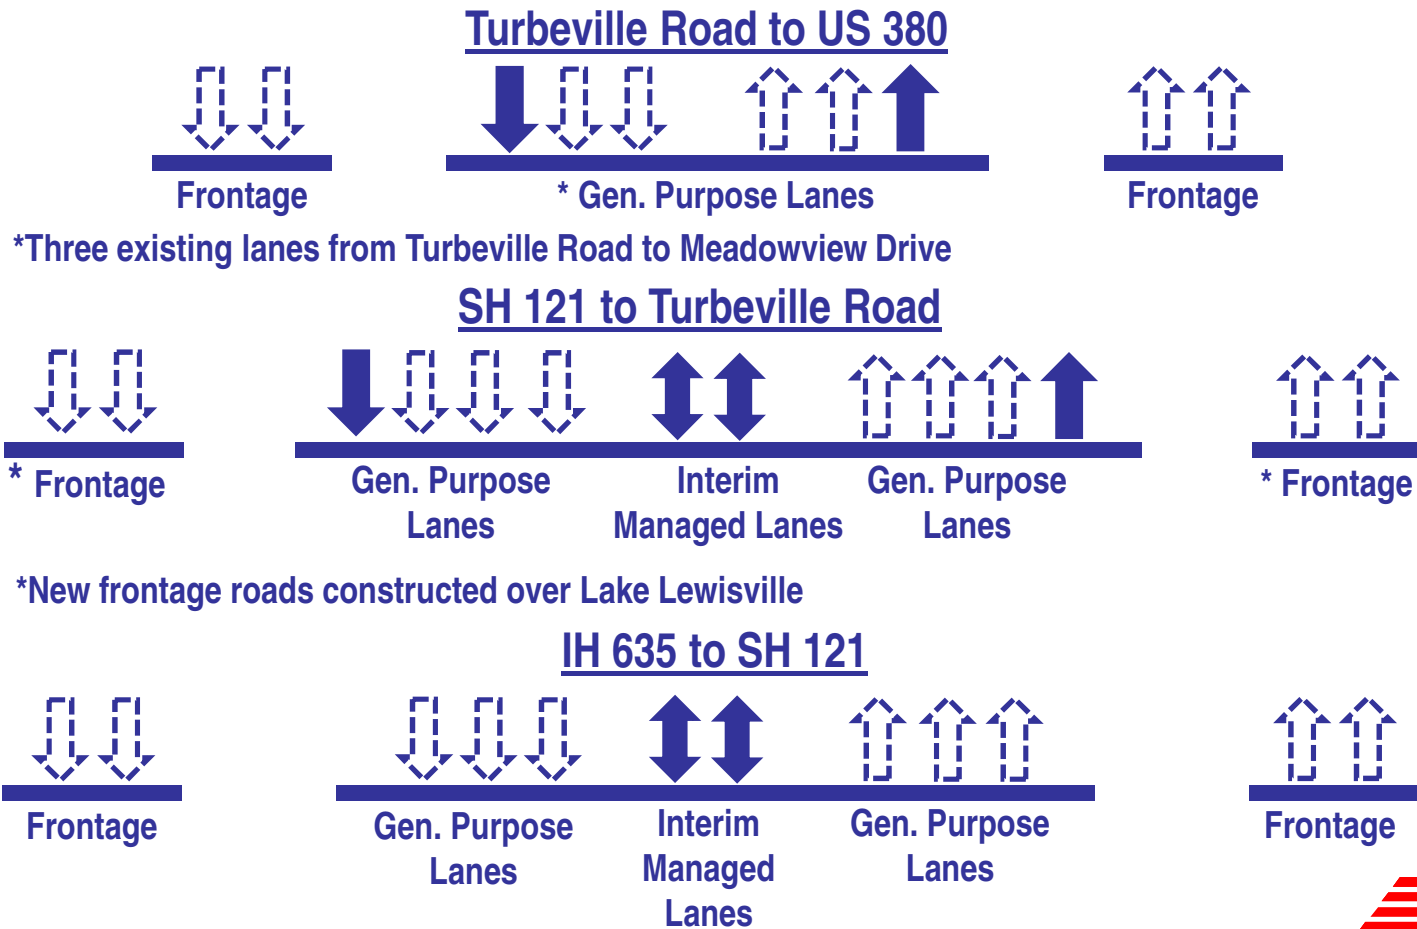 Turbeville Road to US 380
Frontage
* Gen. Purpose Lanes
Frontage
*Three existing lanes from Turbeville Road to Meadowview Drive
SH 121 to Turbeville Road
* Frontage
Gen. Purpose
Lanes
Interim
Managed Lanes
Gen. Purpose
Lanes
* Frontage
*New frontage roads constructed over Lake Lewisville
IH 635 to SH 121
Frontage
Gen. Purpose
Lanes
Interim
Managed
Lanes
Gen. Purpose
Lanes
Frontage